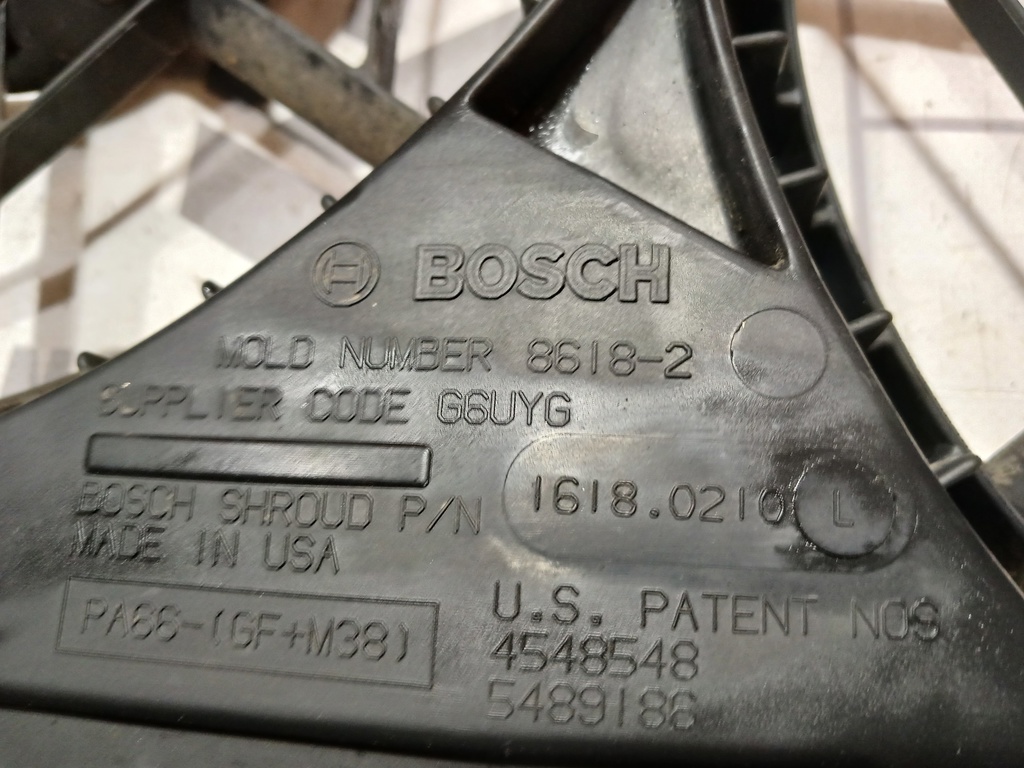 BOSCH
MOLD NUMBER 8618-2
SUPPLIER CODE G6UYG
BOSCH SHROUD P/N 1618.0210 L
MADE IN USA
PA66-(GF+M38)
U.S. PATENT NOS
4548548
5489186